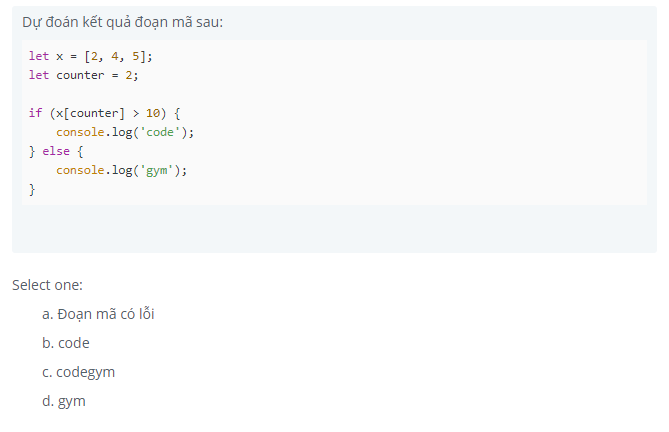 Dự đoán kết quả đoạn mã sau:
let x = [2, 4, 5];
let counter = 2;
if (x[counter] > 10) {
    console.log('code');
} else {
    console.log('gym');
}
Select one:
a. Đoạn mã có lỗi
b. code
c. codegym
d. gym